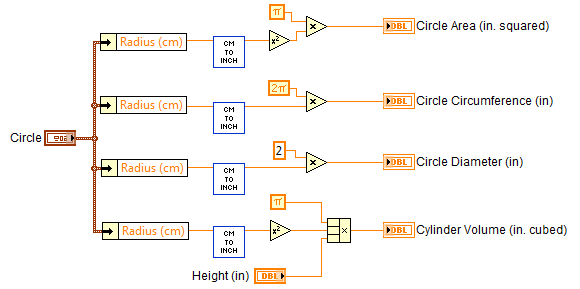 π
Radius (cm)
CM
TO
INCH
x²
x
DBL
Circle Area (in. squared)
2π
Radius (cm)
CM
TO
INCH
x
DBL
Circle Circumference (in)
Circle
2
Radius (cm)
CM
TO
INCH
x
DBL
Circle Diameter (in)
π
Radius (cm)
CM
TO
INCH
x²
x
DBL
Cylinder Volume (in. cubed)
Height (in)
DBL